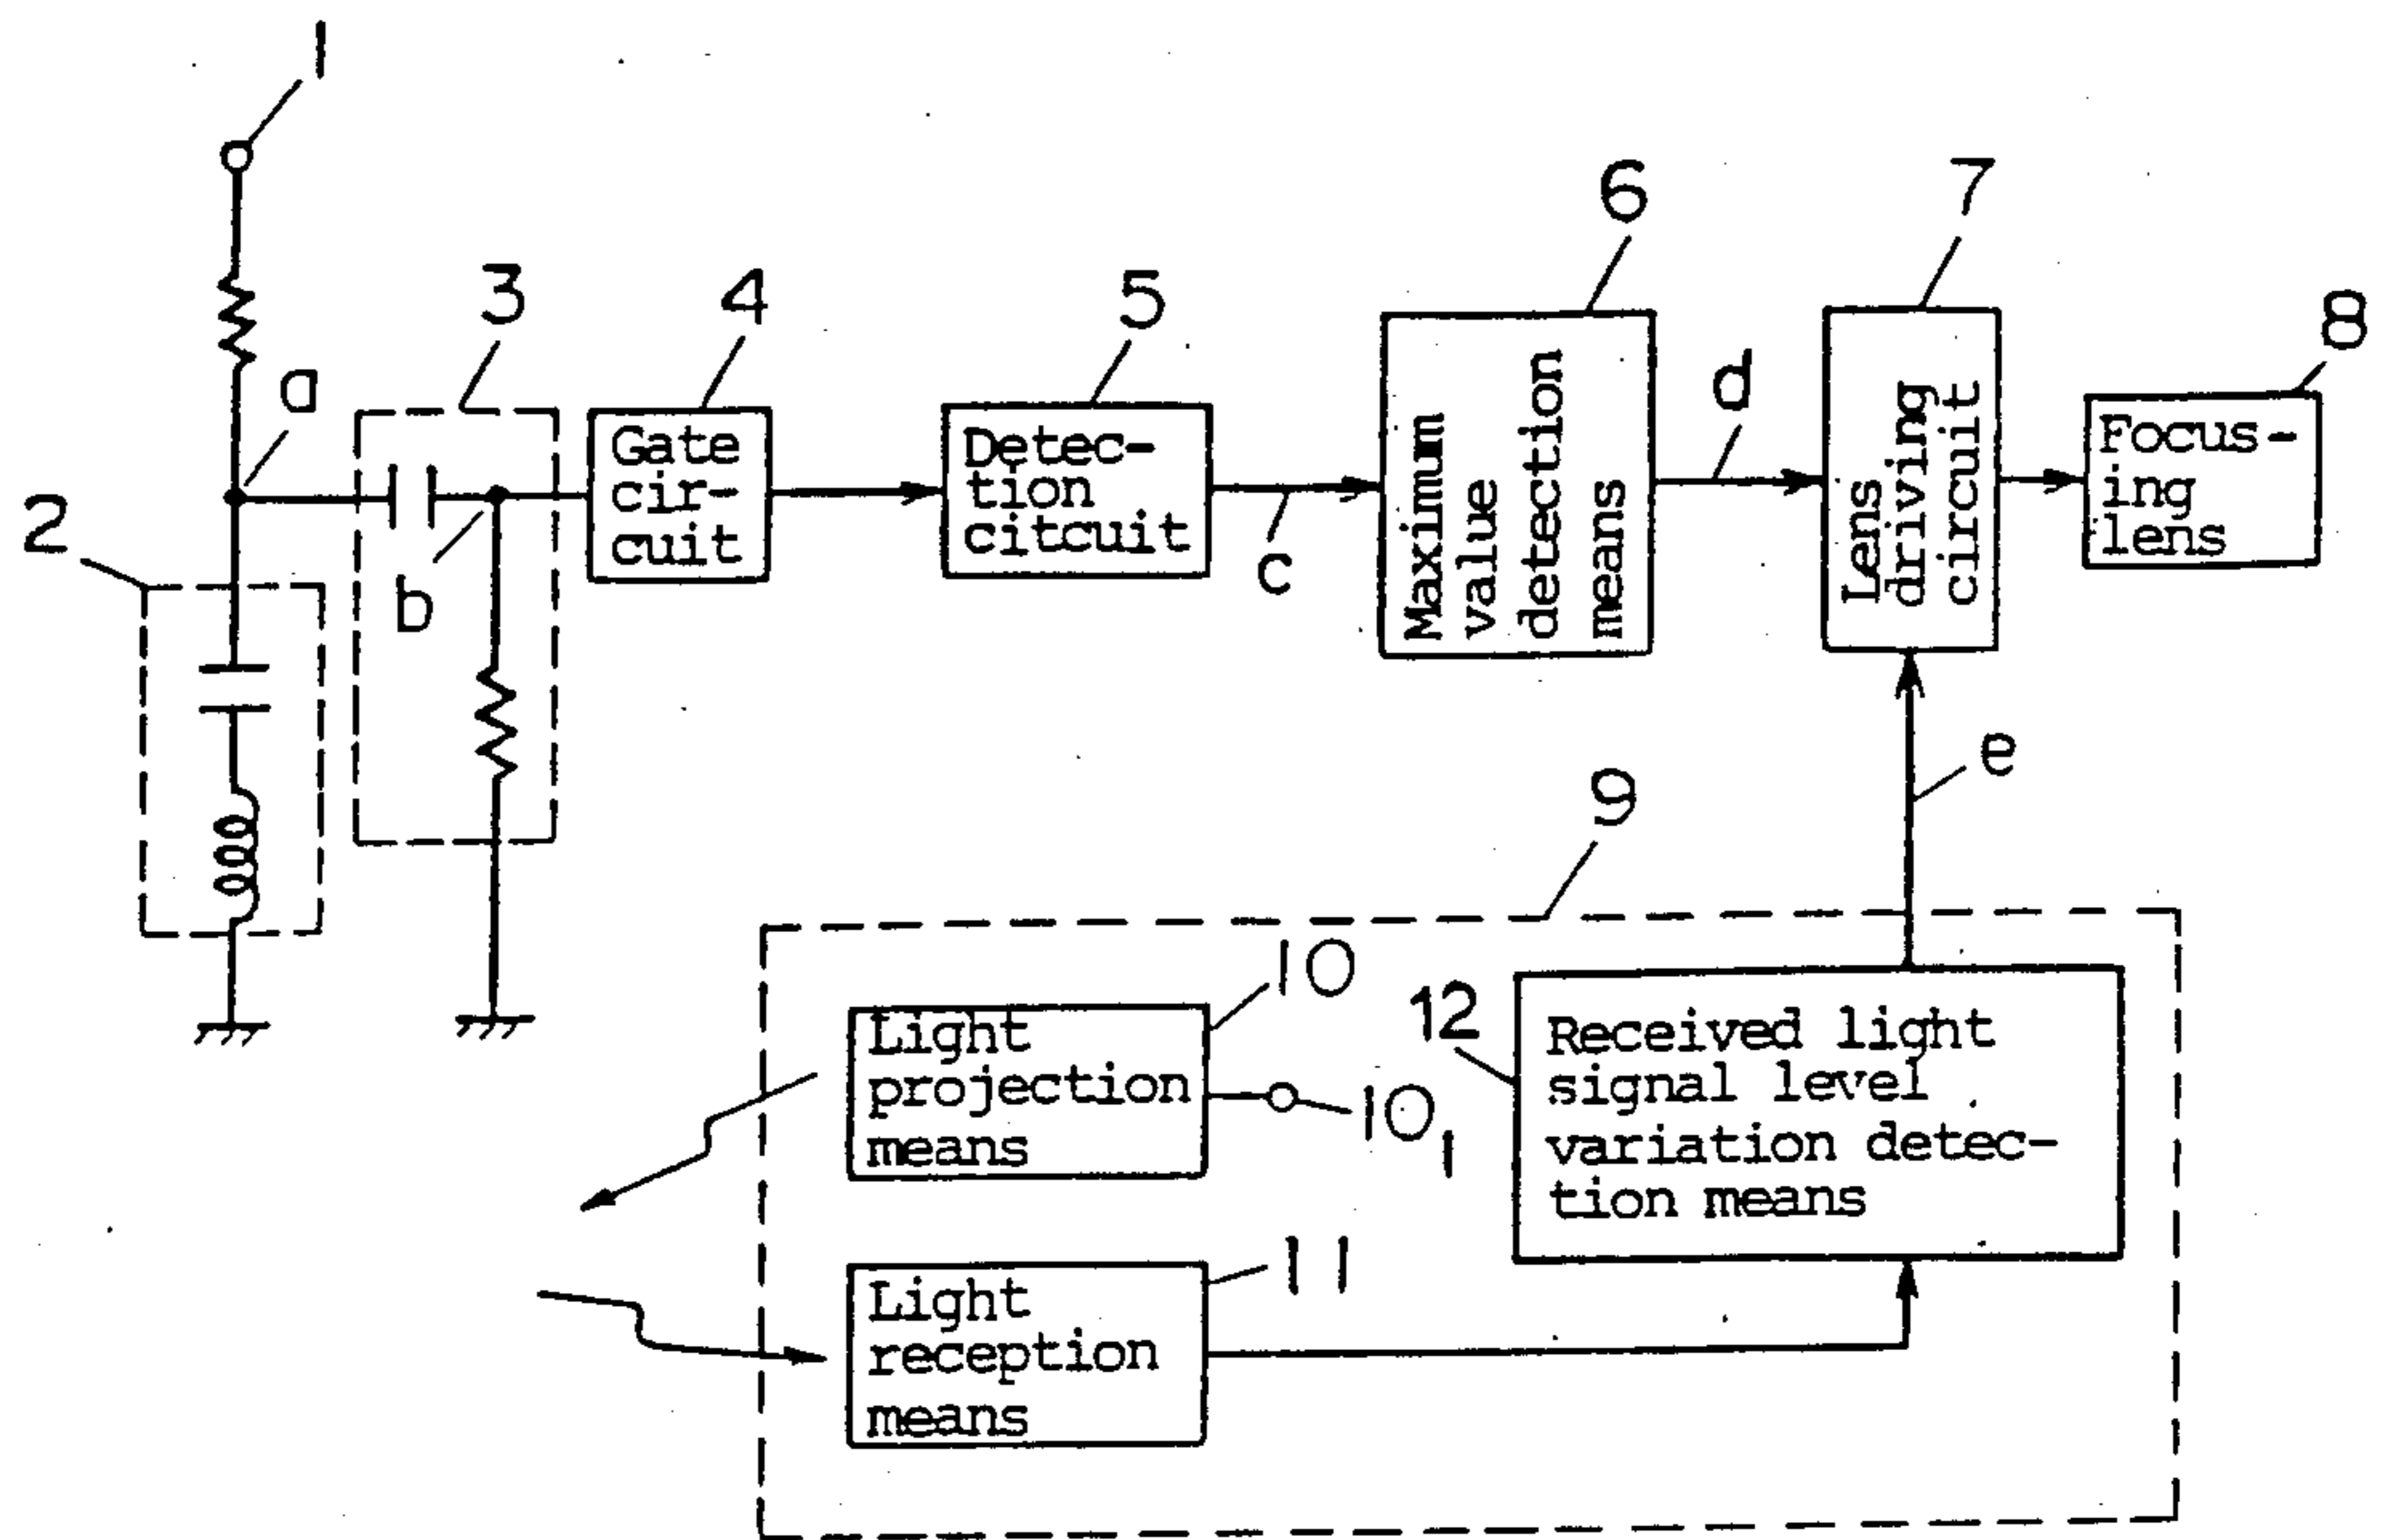 1
6
7
3
4
5
8
a
d
Gate
cir-
cuit
Detec-
tion
citcuit
Maximum
value
detection
means
Lens
driving
circuit
Focus-
ing
lens
2
b
c
e
9
10
12
Light
projection
means
10₁
Received light
signal level
variation detec-
tion means
11
Light
reception
means